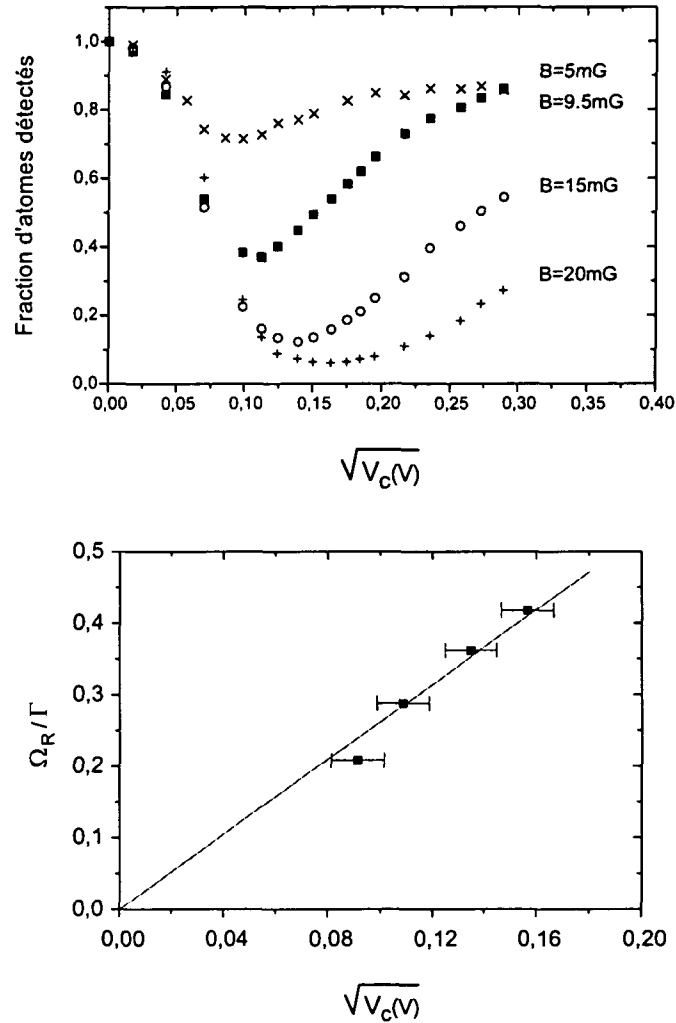 Fraction d'atomes détectés
1,0
0,8
0,6
0,4
0,2
0,0
B=5mG
B=9.5mG
B=15mG
B=20mG
0,00 0,05 0,10 0,15 0,20 0,25 0,30 0,35 0,40
√V_C(V)
Ω_R/Γ
0,5
0,4
0,3
0,2
0,1
0,0
0,00 0,04 0,08 0,12 0,16 0,20
√V_C(V)